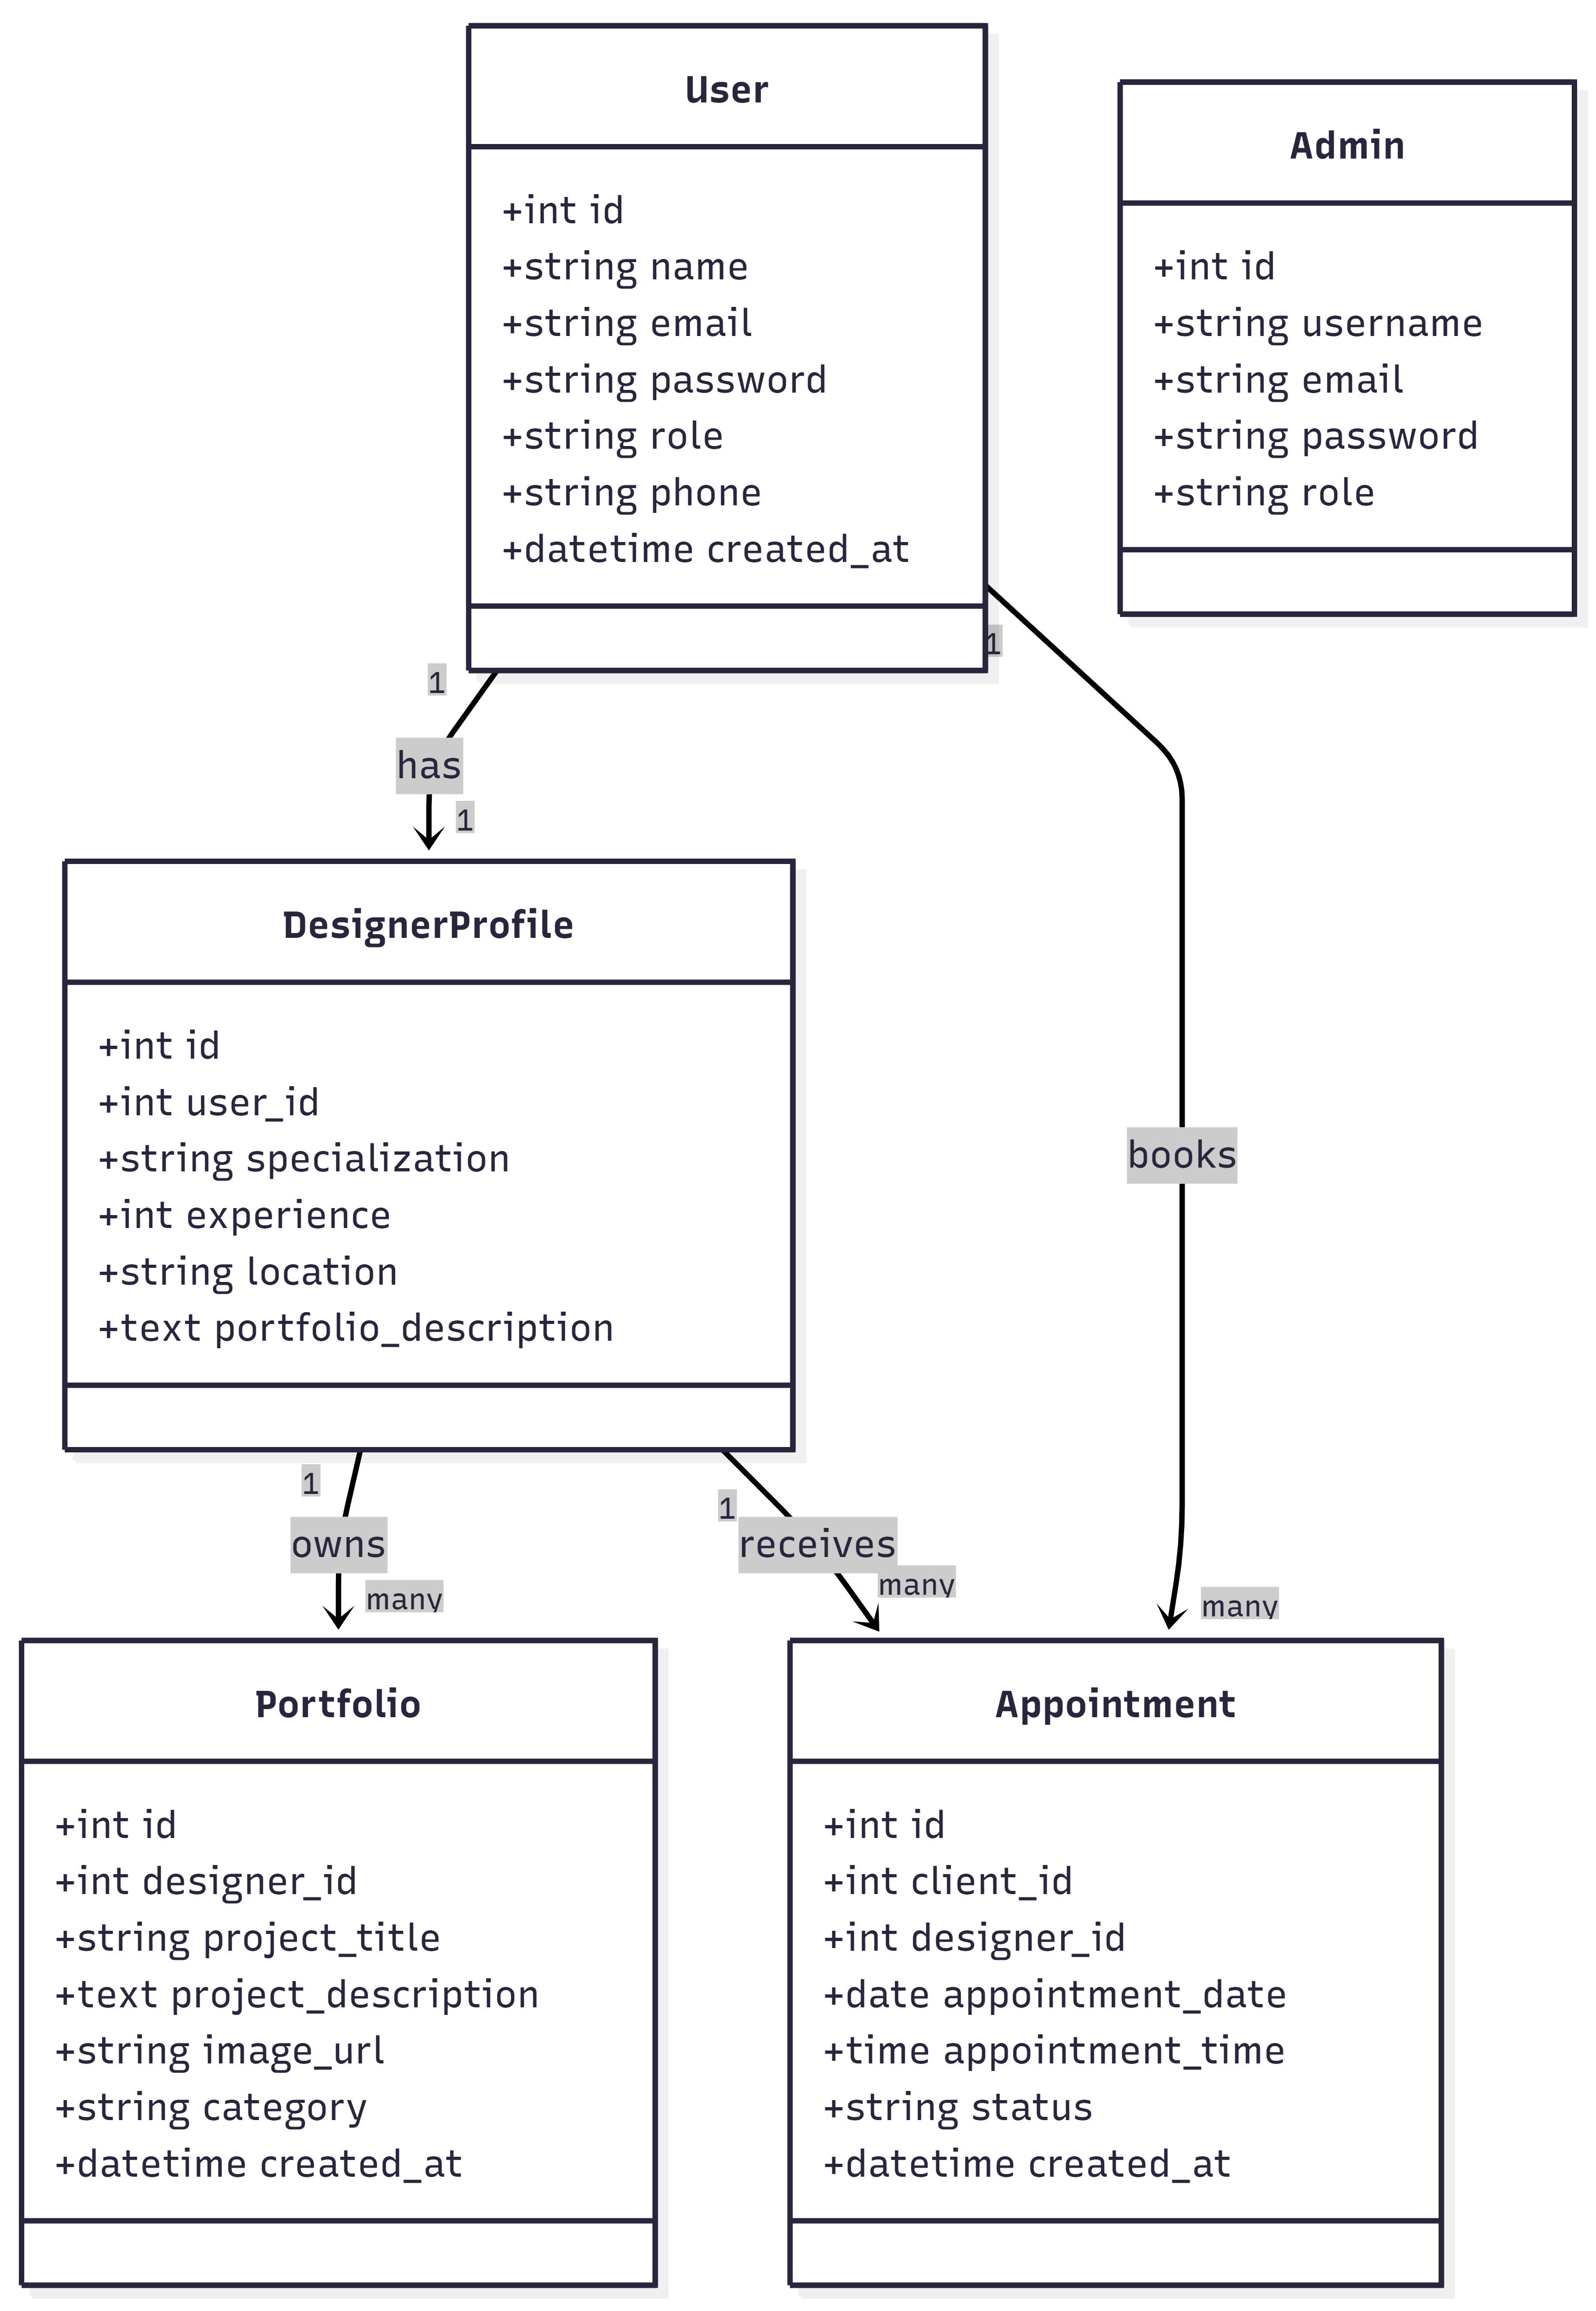 User
+int id
+string name
+string email
+string password
+string role
+string phone
+datetime created_at
Admin
+int id
+string username
+string email
+string password
+string role
1
1
has
1
DesignerProfile
+int id
+int user_id
+string specialization
+int experience
+string location
+text portfolio_description
books
1
owns
many
1
receives
many
many
Portfolio
+int id
+int designer_id
+string project_title
+text project_description
+string image_url
+string category
+datetime created_at
Appointment
+int id
+int client_id
+int designer_id
+date appointment_date
+time appointment_time
+string status
+datetime created_at